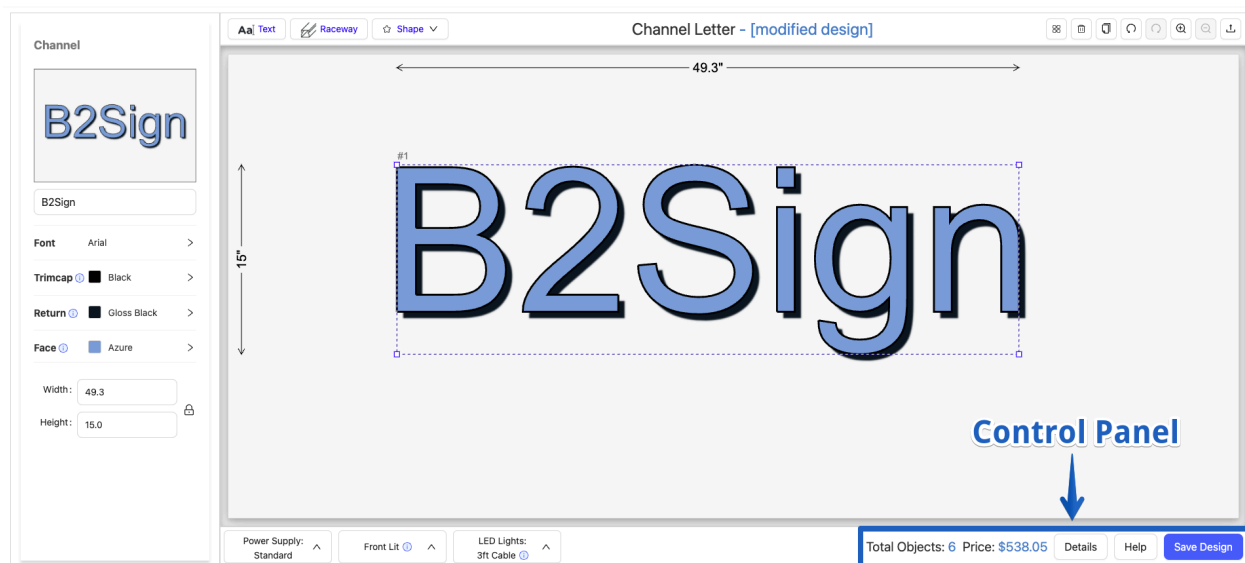 Channel
B2Sign
B2Sign
Font Arial
Trimcap Black
Return Gloss Black
Face Azure
Width: 49.3
Height: 15.0
Aa Text Raceway Shape
Channel Letter - [modified design]
49.3"
#1
15"
B2Sign
Control Panel
Power Supply:
Standard
Front Lit
LED Lights:
3ft Cable
Total Objects: 6 Price: $538.05 Details Help Save Design